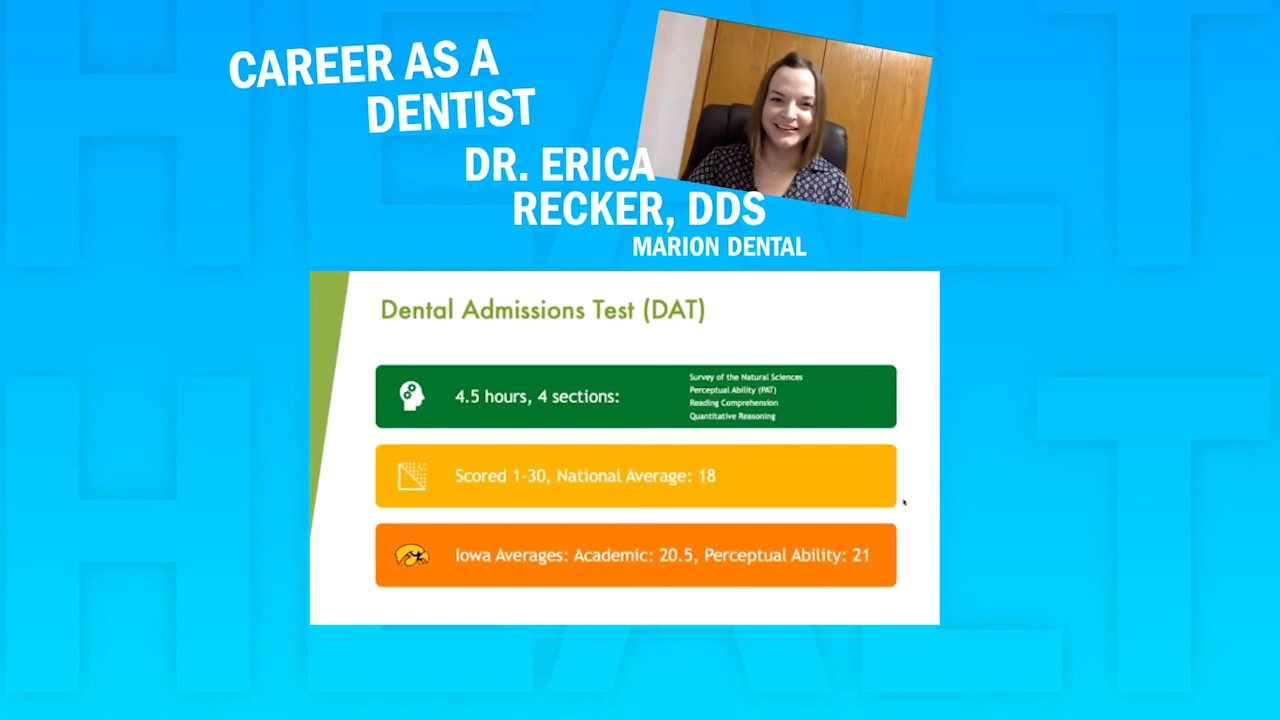 CAREER AS A
DENTIST
DR. ERICA
RECKER, DDS
MARION DENTAL
Dental Admissions Test (DAT)
4.5 hours, 4 sections:
Survey of the Natural Sciences
Perceptual Ability (PAT)
Reading Comprehension
Quantitative Reasoning
Scored 1-30, National Average: 18
Iowa Averages: Academic: 20.5, Perceptual Ability: 21
HEALT
HEALT